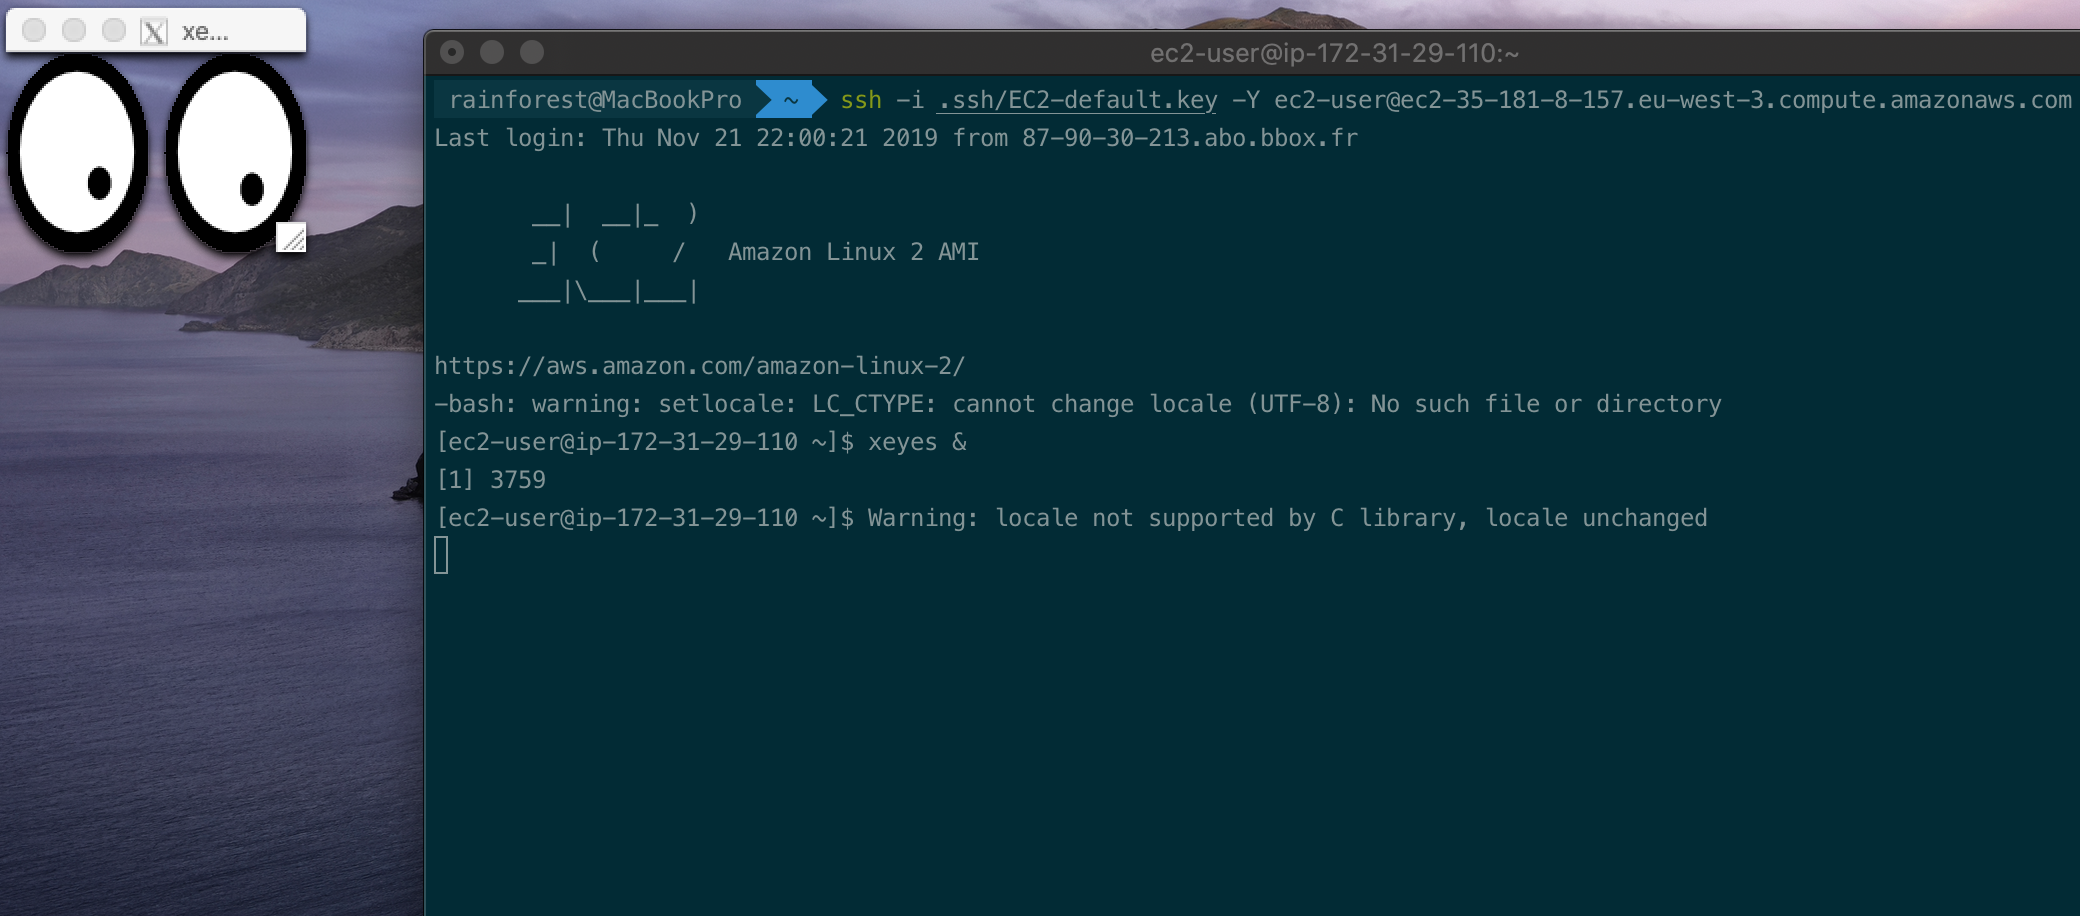 xe...
ec2-user@ip-172-31-29-110:~
rainforest@MacBookPro ~ ssh -i .ssh/EC2-default.key -Y ec2-user@ec2-35-181-8-157.eu-west-3.compute.amazonaws.com
Last login: Thu Nov 21 22:00:21 2019 from 87-90-30-213.abo.bbox.fr
__|  __|_  )
_|  (     /   Amazon Linux 2 AMI
___|\___|___|
https://aws.amazon.com/amazon-linux-2/
-bash: warning: setlocale: LC_CTYPE: cannot change locale (UTF-8): No such file or directory
[ec2-user@ip-172-31-29-110 ~]$ xeyes &
[1] 3759
[ec2-user@ip-172-31-29-110 ~]$ Warning: locale not supported by C library, locale unchanged